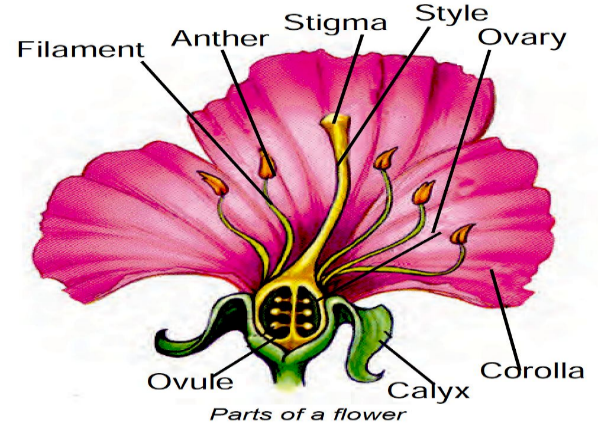 Stigma
Style
Filament
Anther
Ovary
Ovule
Calyx
Corolla
Parts of a flower